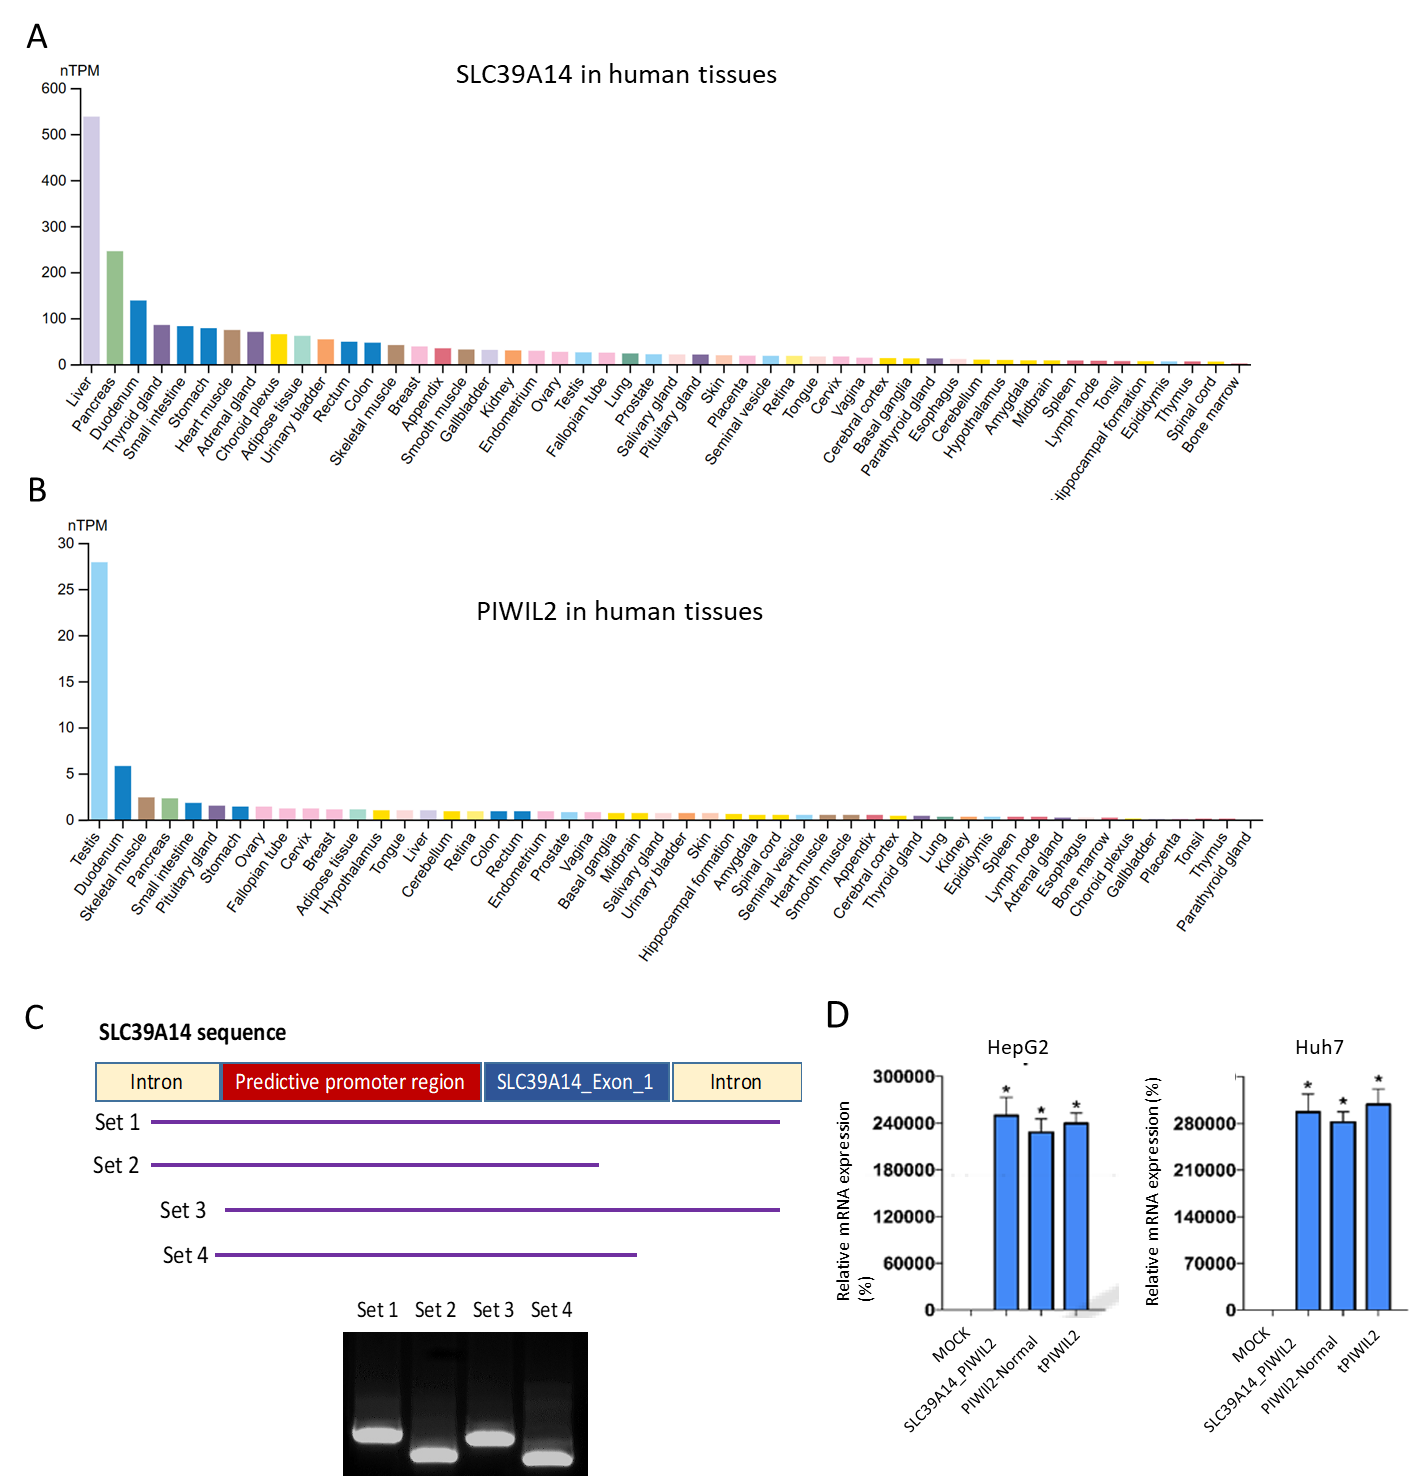 A
nTPM
SLC39A14 in human tissues
600
500
400
300
200
100
0
Liver
Pancreas
Duodenum
Thyroid gland
Small intestine
Stomach
Heart muscle
Adrenal gland
Choroid plexus
Adipose tissue
Urinary bladder
Rectum
Colon
Skeletal muscle
Breast
Appendix
Smooth muscle
Gallbladder
Kidney
Endometrium
Ovary
Testis
Fallopian tube
Lung
Prostate
Salivary gland
Pituitary gland
Skin
Placenta
Seminal vesicle
Retina
Tongue
Cervix
Vagina
Cerebral cortex
Basal ganglia
Parathyroid gland
Esophagus
Cerebellum
Hypothalamus
Amygdala
Midbrain
Spleen
Lymph node
Tonsil
Hippocampal formation
Epididymis
Thymus
Spinal cord
Bone marrow
B
nTPM
PIWIL2 in human tissues
30
25
20
15
10
5
0
Testis
Duodenum
Skeletal muscle
Pancreas
Small intestine
Pituitary gland
Stomach
Ovary
Fallopian tube
Cervix
Breast
Adipose tissue
Hypothalamus
Tongue
Liver
Cerebellum
Retina
Colon
Rectum
Endometrium
Prostate
Vagina
Basal ganglia
Midbrain
Salivary gland
Urinary bladder
Skin
Hippocampal formation
Amygdala
Spinal cord
Seminal vesicle
Heart muscle
Smooth muscle
Appendix
Cerebral cortex
Thyroid gland
Lung
Kidney
Epididymis
Spleen
Lymph node
Adrenal gland
Esophagus
Bone marrow
Choroid plexus
Gallbladder
Placenta
Tonsil
Thymus
Parathyroid gland
C
SLC39A14 sequence
Intron
Predictive promoter region
SLC39A14_Exon_1
Intron
Set 1
Set 2
Set 3
Set 4
Set 1 Set 2 Set 3 Set 4
D
HepG2
Relative mRNA expression
(%)
300000
240000
180000
120000
60000
0
* * *
MOCK
SLC39A14_PIWIL2
PIWIl2-Normal
tPIWIL2
Huh7
Relative mRNA expression (%)
280000
210000
140000
70000
0
* * *
MOCK
SLC39A14_PIWIL2
PIWIl2-Normal
tPIWIL2